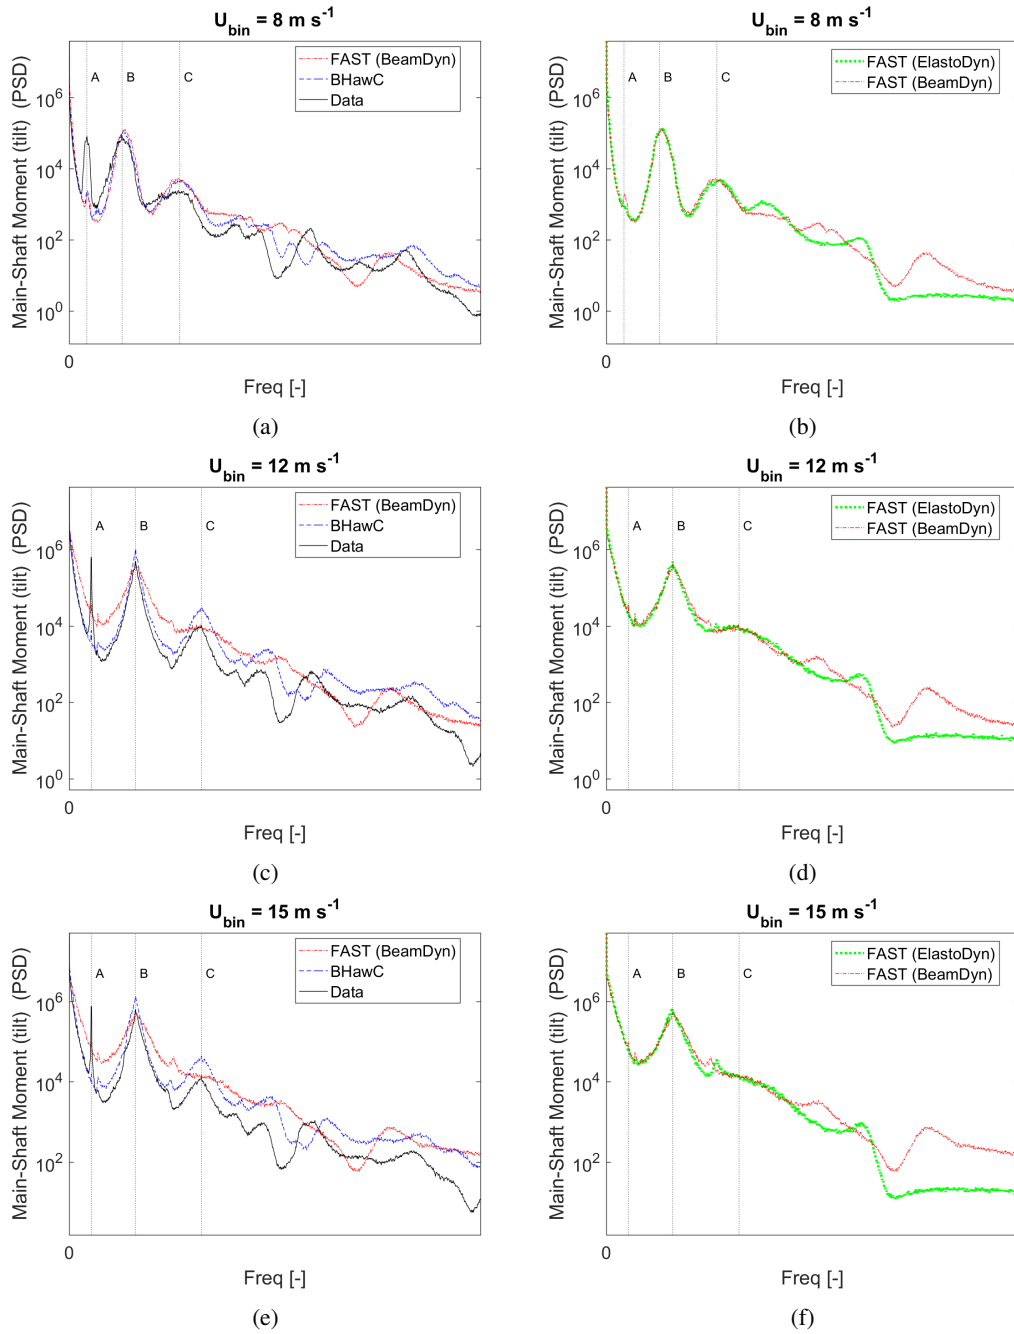 U_bin = 8 m s^-1
Main-Shaft Moment (tilt) (PSD)
10^6
10^4
10^2
10^0
A
B
C
FAST (BeamDyn)
BHawC
Data
0
Freq [-]
(a)
U_bin = 8 m s^-1
Main-Shaft Moment (tilt) (PSD)
10^6
10^4
10^2
10^0
A
B
C
FAST (ElastoDyn)
FAST (BeamDyn)
0
Freq [-]
(b)
U_bin = 12 m s^-1
Main-Shaft Moment (tilt) (PSD)
10^6
10^4
10^2
10^0
A
B
C
FAST (BeamDyn)
BHawC
Data
0
Freq [-]
(c)
U_bin = 12 m s^-1
Main-Shaft Moment (tilt) (PSD)
10^6
10^4
10^2
10^0
A
B
C
FAST (ElastoDyn)
FAST (BeamDyn)
0
Freq [-]
(d)
U_bin = 15 m s^-1
Main-Shaft Moment (tilt) (PSD)
10^6
10^4
10^2
A
B
C
FAST (BeamDyn)
BHawC
Data
0
Freq [-]
(e)
U_bin = 15 m s^-1
Main-Shaft Moment (tilt) (PSD)
10^6
10^4
10^2
A
B
C
FAST (ElastoDyn)
FAST (BeamDyn)
0
Freq [-]
(f)